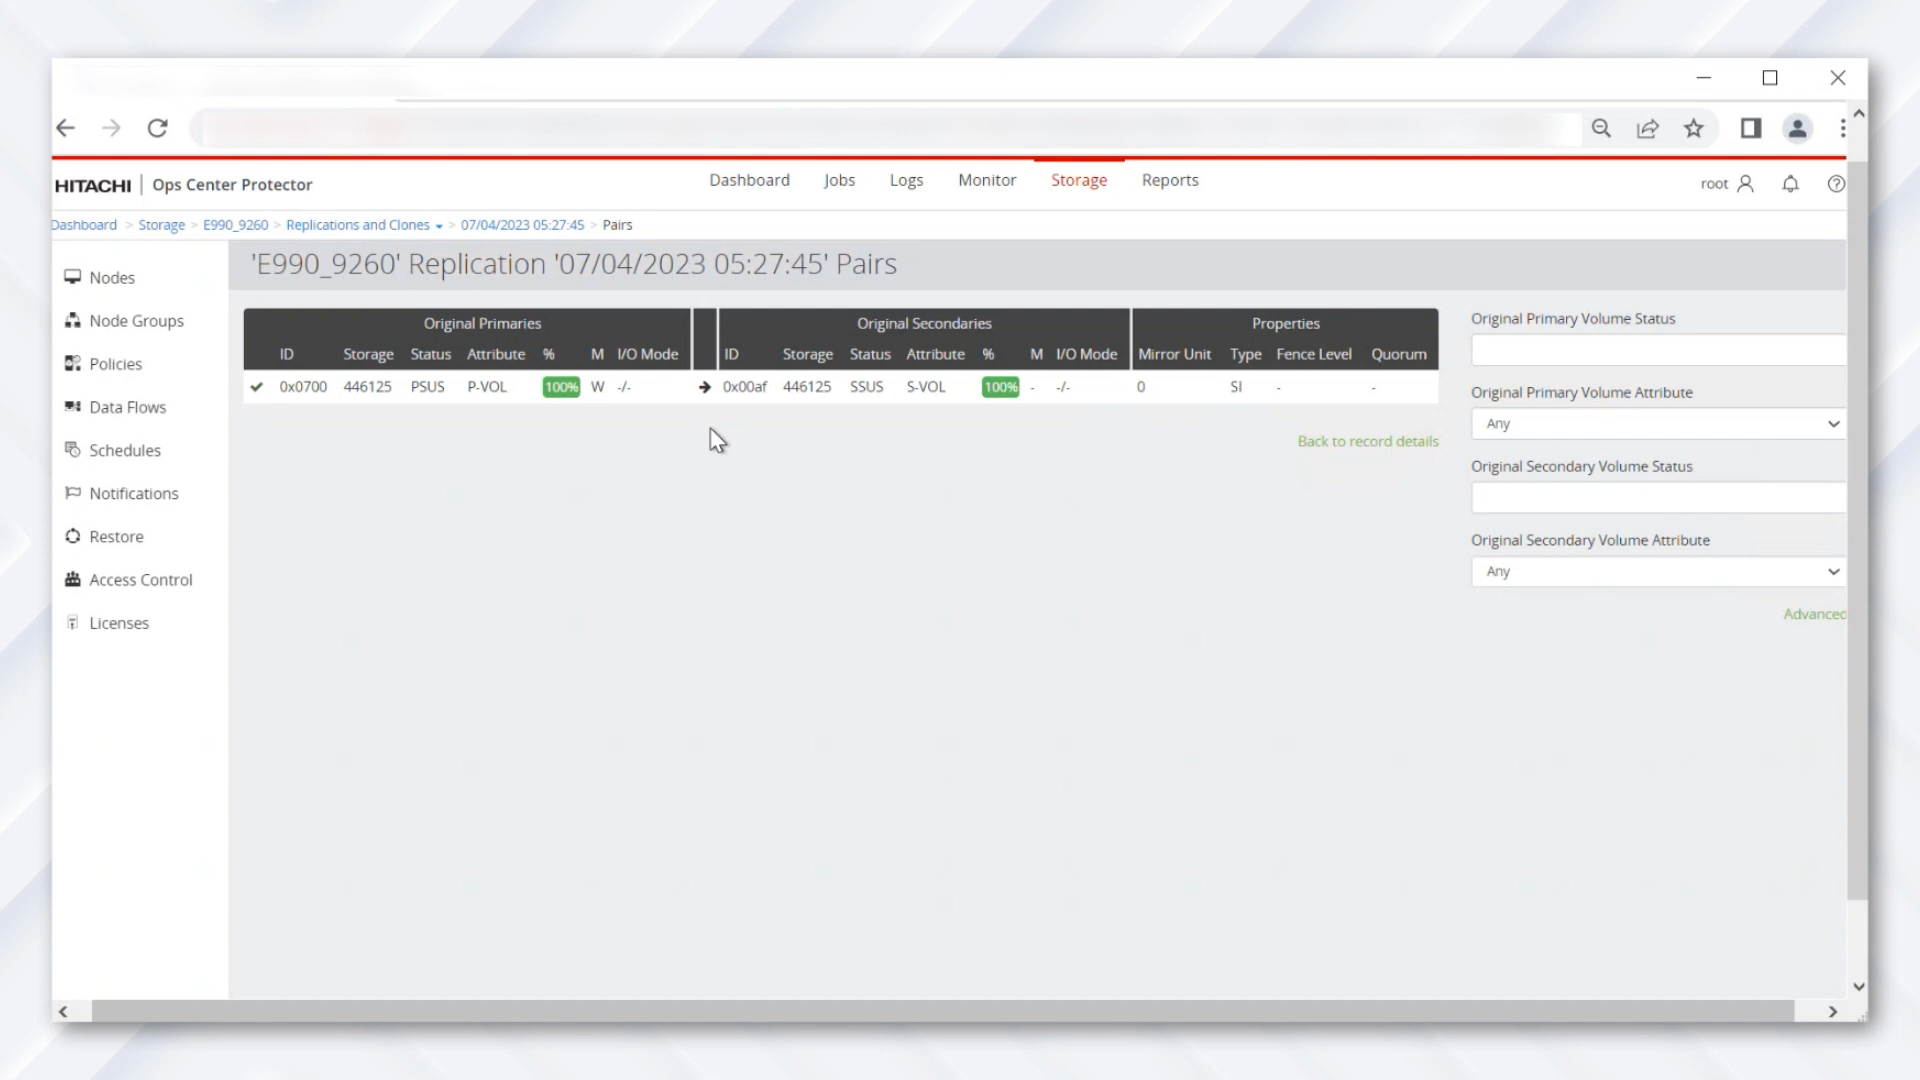 HITACHI | Ops Center Protector
Dashboard Jobs Logs Monitor Storage Reports
root
Dashboard > Storage > E990_9260 > Replications and Clones > 07/04/2023 05:27:45 > Pairs
Nodes
Node Groups
Policies
Data Flows
Schedules
Notifications
Restore
Access Control
Licenses
'E990_9260' Replication '07/04/2023 05:27:45' Pairs
Original Primaries Original Secondaries Properties
ID Storage Status Attribute % M I/O Mode ID Storage Status Attribute % M I/O Mode Mirror Unit Type Fence Level Quorum
0x0700 446125 PSUS P-VOL 100% W -/- 0x00af 446125 SSUS S-VOL 100% - -/- 0 SI - -
Back to record details
Original Primary Volume Status
Original Primary Volume Attribute
Any
Original Secondary Volume Status
Original Secondary Volume Attribute
Any
Advanced